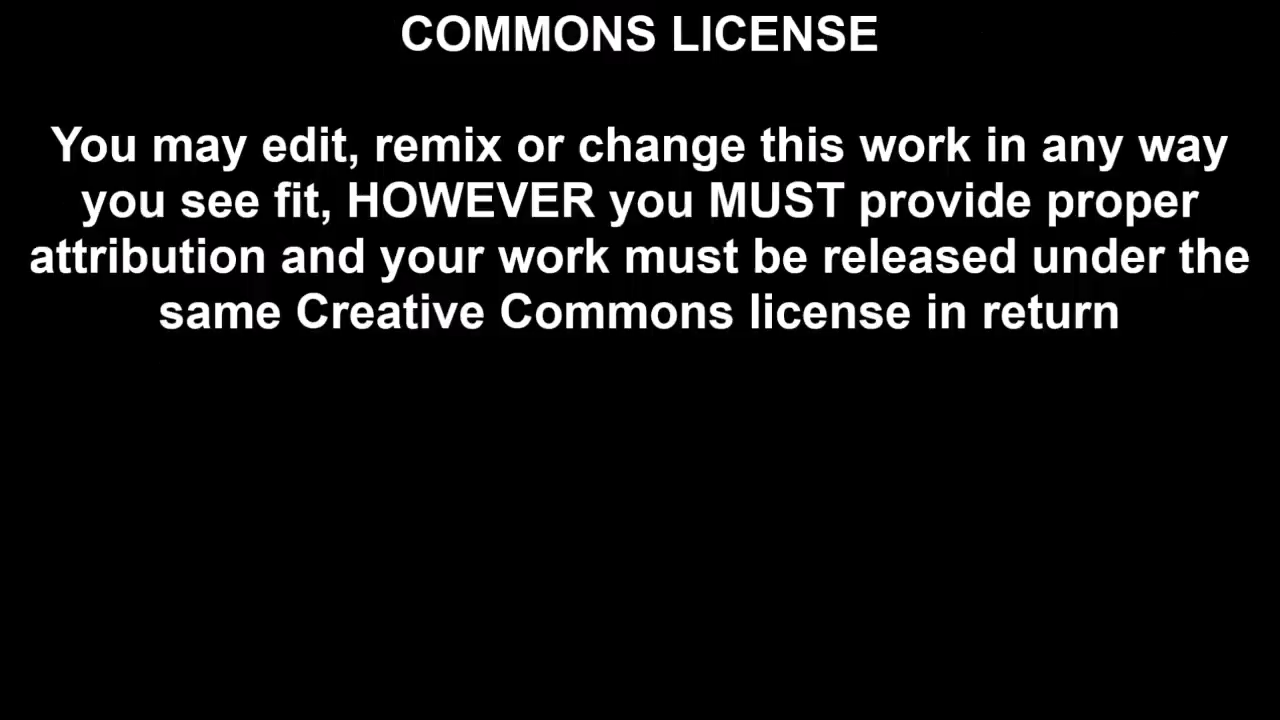 COMMONS LICENSE
You may edit, remix or change this work in any way
you see fit, HOWEVER you MUST provide proper
attribution and your work must be released under the
same Creative Commons license in return